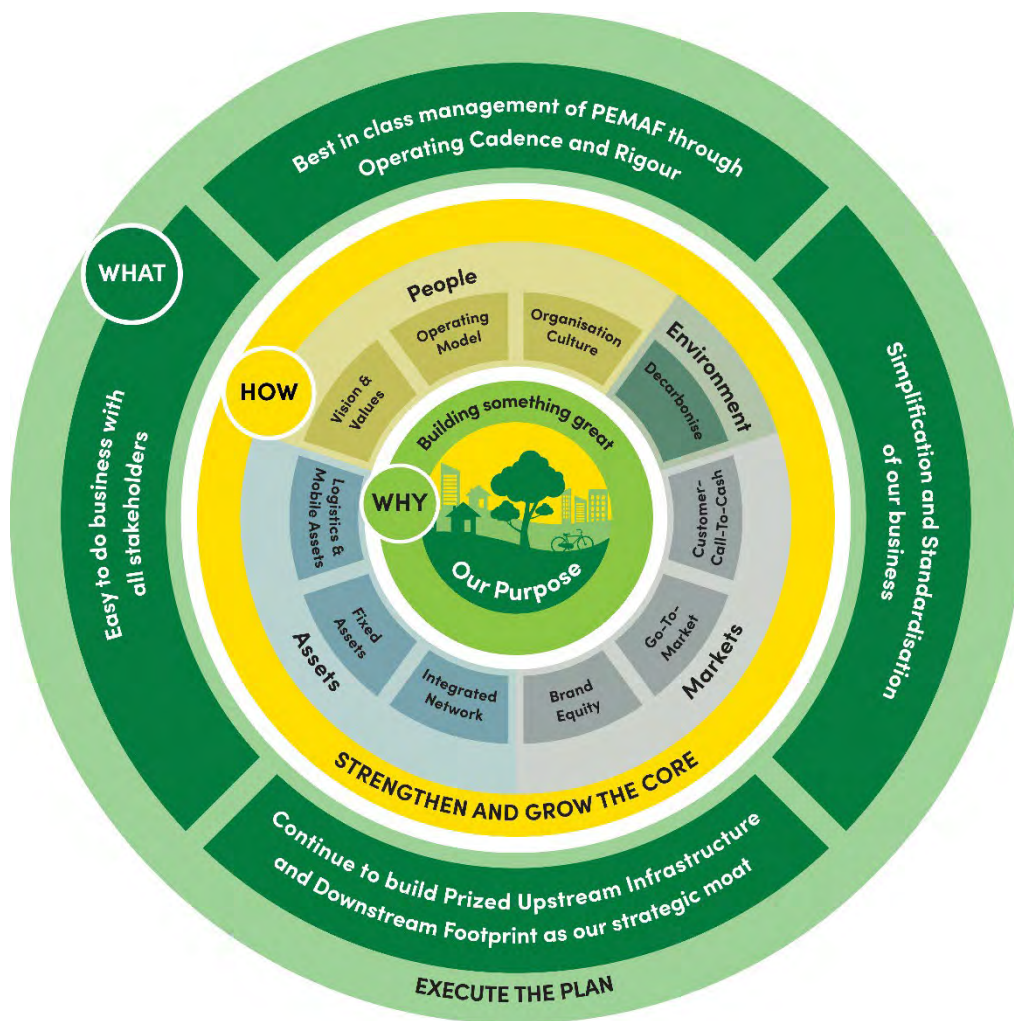 WHAT
Best in class management of PEMAF through
Operating Cadence and Rigour
Simplification and Standardisation
of our business
Continue to build Prized Upstream Infrastructure
and Downstream Footprint as our strategic moat
Easy to do business with
all stakeholders
EXECUTE THE PLAN
HOW
People
Vision &
Values
Operating
Model
Organisation
Culture
Environment
Decarbonise
Markets
Customer-
Call-To-Cash
Go-To-
Market
Brand
Equity
Assets
Integrated
Network
Fixed
Assets
Logistics &
Mobile Assets
STRENGTHEN AND GROW THE CORE
WHY
Building something great
Our Purpose